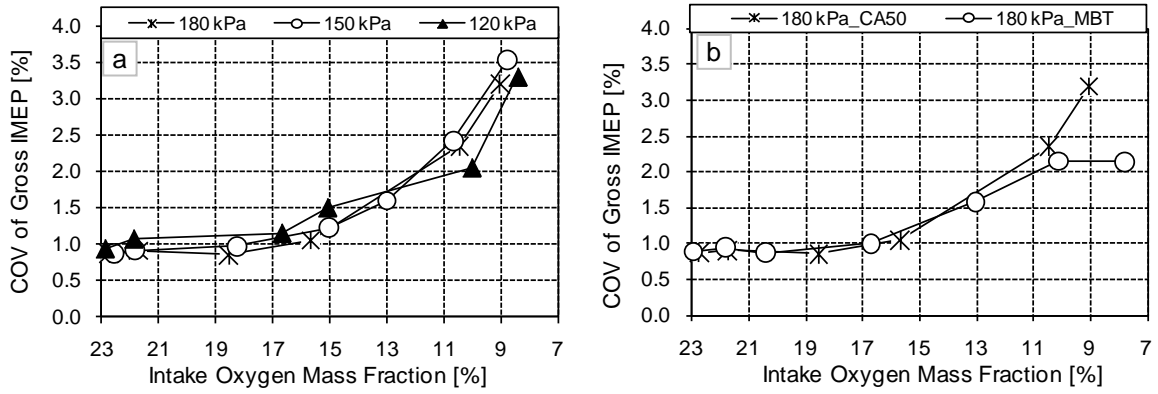 180 kPa 150 kPa 120 kPa
a
COV of Gross IMEP [%]
4.0
3.5
3.0
2.5
2.0
1.5
1.0
0.5
0.0
23 21 19 17 15 13 11 9 7
Intake Oxygen Mass Fraction [%]
180 kPa_CA50 180 kPa_MBT
b
COV of Gross IMEP [%]
4.0
3.5
3.0
2.5
2.0
1.5
1.0
0.5
0.0
23 21 19 17 15 13 11 9 7
Intake Oxygen Mass Fraction [%]